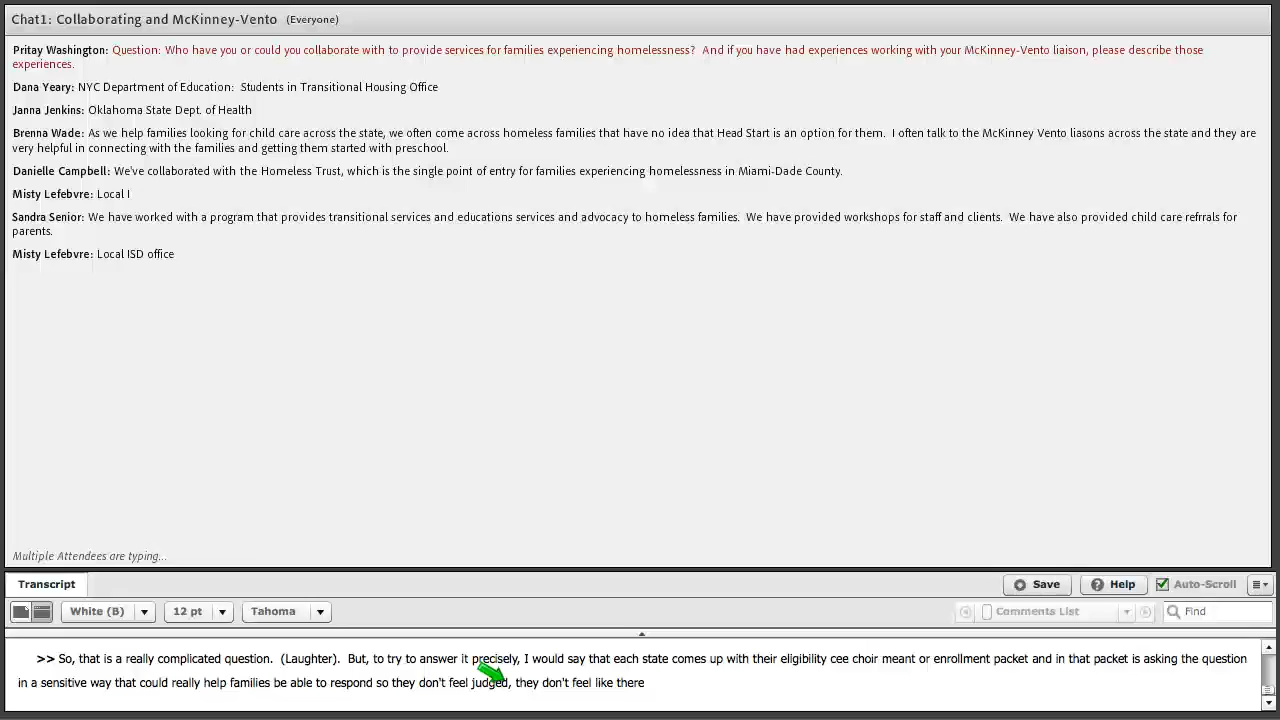 Chat1: Collaborating and McKinney-Vento (Everyone)
Pritay Washington: Question: Who have you or could you collaborate with to provide services for families experiencing homelessness? And if you have had experiences working with your McKinney-Vento liaison, please describe those
experiences.
Dana Yeary: NYC Department of Education: Students in Transitional Housing Office
Janna Jenkins: Oklahoma State Dept. of Health
Brenna Wade: As we help families looking for child care across the state, we often come across homeless families that have no idea that Head Start is an option for them. I often talk to the McKinney Vento liasons across the state and they are
very helpful in connecting with the families and getting them started with preschool.
Danielle Campbell: We've collaborated with the Homeless Trust, which is the single point of entry for families experiencing homelessness in Miami-Dade County.
Misty Lefebvre: Local I
Sandra Senior: We have worked with a program that provides transitional services and educations services and advocacy to homeless families. We have provided workshops for staff and clients. We have also provided child care refrrals for
parents.
Misty Lefebvre: Local ISD office
Multiple Attendees are typing...
Transcript Save Help Auto-Scroll
White (B) 12 pt Tahoma Comments List Find
>> So, that is a really complicated question. (Laughter). But, to try to answer it precisely, I would say that each state comes up with their eligibility cee choir meant or enrollment packet and in that packet is asking the question
in a sensitive way that could really help families be able to respond so they don't feel judged, they don't feel like there